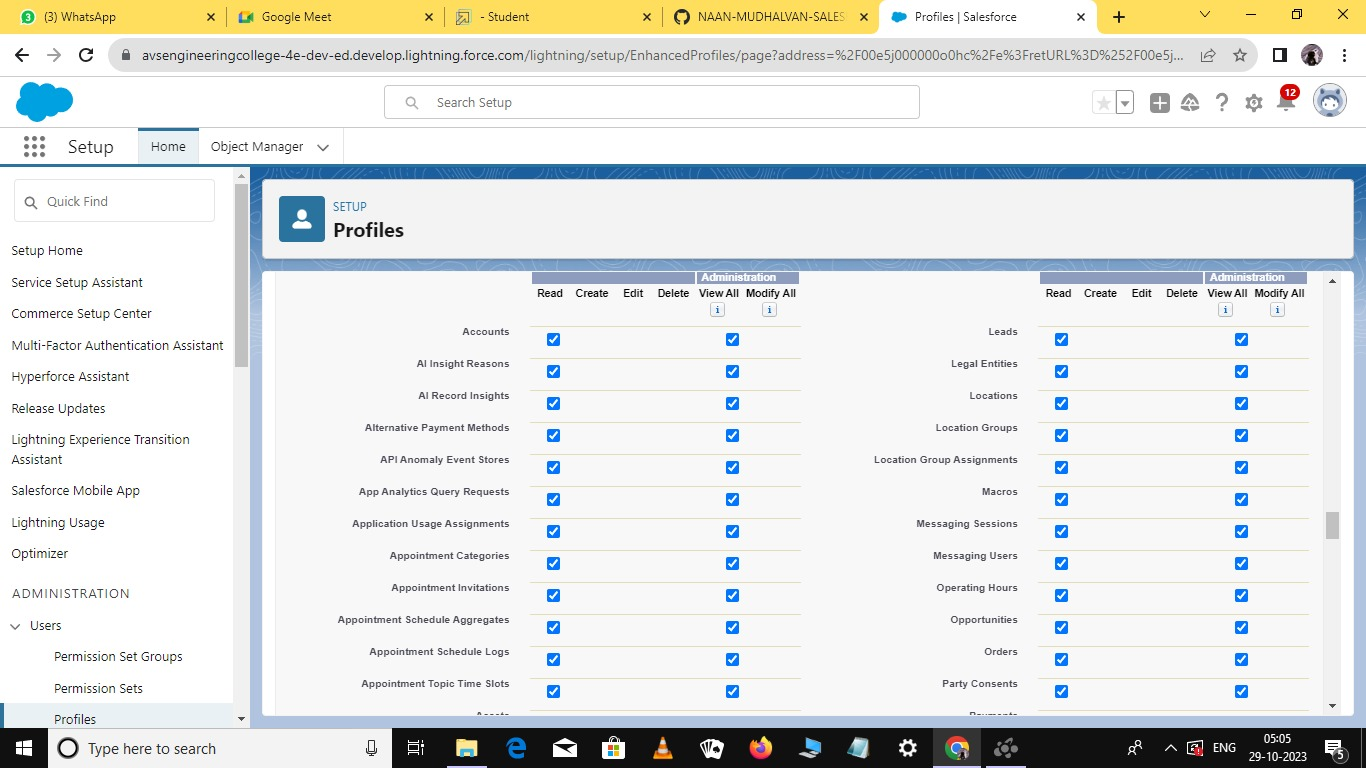 3 (3) WhatsApp
Google Meet
- Student
NAAN-MUDHALVAN-SALES
Profiles | Salesforce
avsengineeringcollege-4e-dev-ed.develop.lightning.force.com/lightning/setup/EnhancedProfiles/page?address=%2F00e5j000000o0hc%2Fe%3FretURL%3D%252F00e5j...
Search Setup
12
Setup
Home
Object Manager
Quick Find
Setup Home
Service Setup Assistant
Commerce Setup Center
Multi-Factor Authentication Assistant
Hyperforce Assistant
Release Updates
Lightning Experience Transition
Assistant
Salesforce Mobile App
Lightning Usage
Optimizer
ADMINISTRATION
Users
Permission Set Groups
Permission Sets
Profiles
SETUP
Profiles
Administration
Read Create Edit Delete View All Modify All
i i
Accounts
AI Insight Reasons
AI Record Insights
Alternative Payment Methods
API Anomaly Event Stores
App Analytics Query Requests
Application Usage Assignments
Appointment Categories
Appointment Invitations
Appointment Schedule Aggregates
Appointment Schedule Logs
Appointment Topic Time Slots
Administration
Read Create Edit Delete View All Modify All
i i
Leads
Legal Entities
Locations
Location Groups
Location Group Assignments
Macros
Messaging Sessions
Messaging Users
Operating Hours
Opportunities
Orders
Party Consents
Type here to search
ENG
05:05
29-10-2023
5